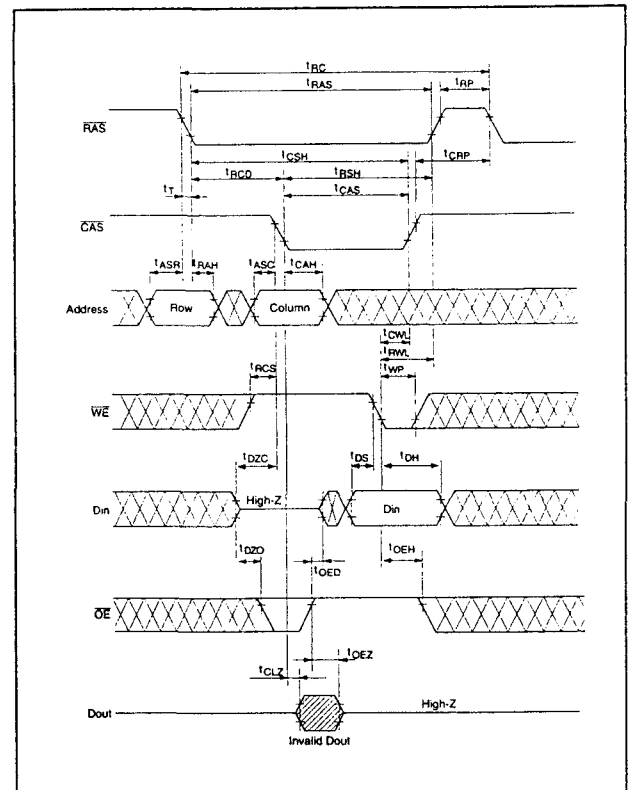 tRC
tRAS
tRP
RAS
tCSH
tCRP
tRCD
tRSH
tT
tCAS
CAS
tASR
tRAH
tASC
tCAH
Address
Row
Column
tCWL
tRWL
tRCS
tWP
WE
tDZC
tDS
tDH
High-Z
Din
Din
tDZO
tOED
tOEH
OE
tOEZ
tCLZ
High-Z
Dout
Invalid Dout